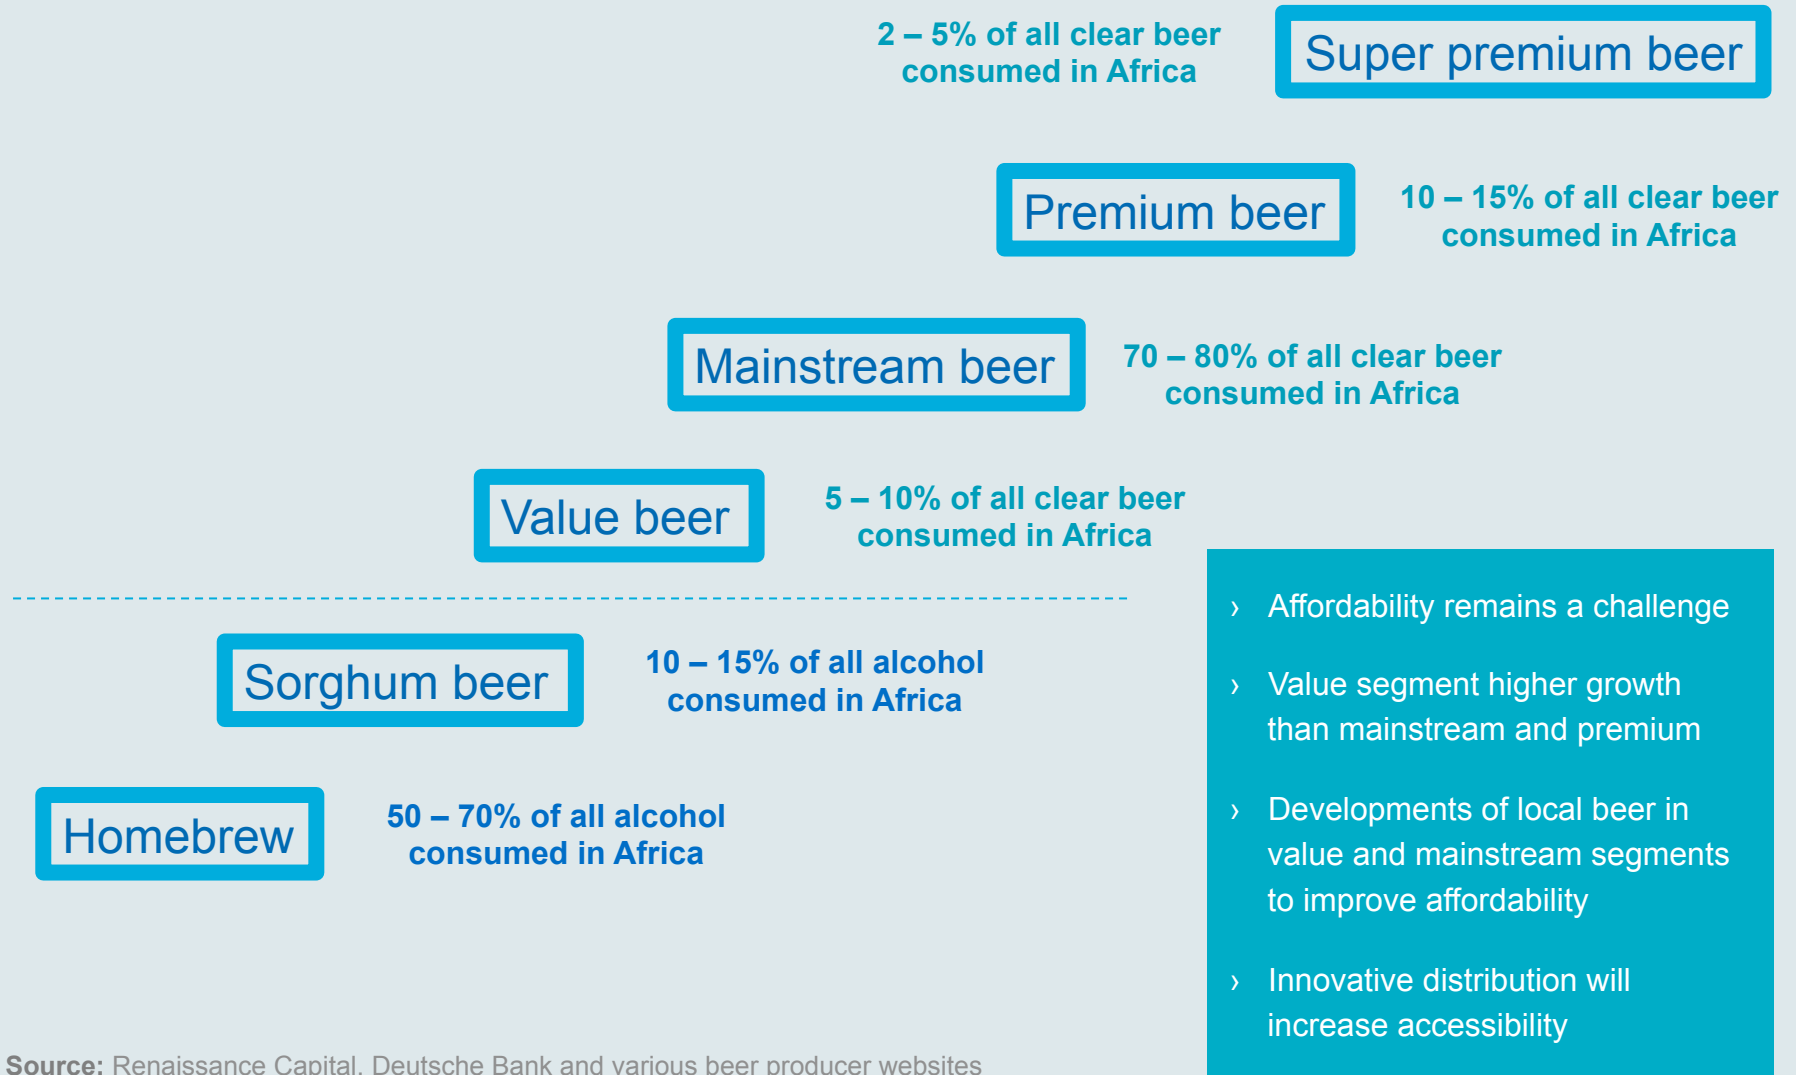 2 – 5% of all clear beer
consumed in Africa
Super premium beer
Premium beer
10 – 15% of all clear beer
consumed in Africa
Mainstream beer
70 – 80% of all clear beer
consumed in Africa
Value beer
5 – 10% of all clear beer
consumed in Africa
Sorghum beer
10 – 15% of all alcohol
consumed in Africa
Homebrew
50 – 70% of all alcohol
consumed in Africa
› Affordability remains a challenge
› Value segment higher growth
than mainstream and premium
› Developments of local beer in
value and mainstream segments
to improve affordability
› Innovative distribution will
increase accessibility
Source: Renaissance Capital, Deutsche Bank and various beer producer websites